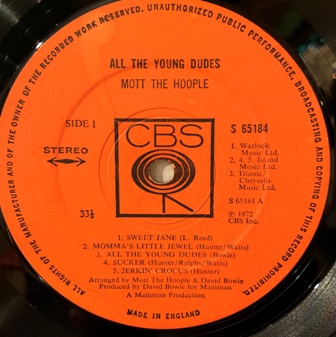 ALL RIGHTS OF THE MANUFACTURER AND OF THE OWNER OF THE RECORDED WORK RESERVED. UNAUTHORIZED PUBLIC PERFORMANCE, BROADCASTING AND COPYING OF THIS RECORD PROHIBITED.
ALL THE YOUNG DUDES
MOTT THE HOOPLE
SIDE 1
CBS
S 65184
STEREO
1. Warlock
Music Ltd.
2, 4, 5. Island
Music Ltd.
3. Titanic/
Chrysalis
Music Ltd.
33⅓
S 65184 A
℗ 1972
CBS Inc.
1. SWEET JANE (L. Reed)
2. MOMMA'S LITTLE JEWEL (Hunter/Watts)
3. ALL THE YOUNG DUDES (Bowie)
4. SUCKER (Hunter/Ralphs/Watts)
5. JERKIN' CROCUS (Hunter)
Arranged by Mott The Hoople & David Bowie
Produced by David Bowie for Mainman
A Mainman Production
MADE IN ENGLAND